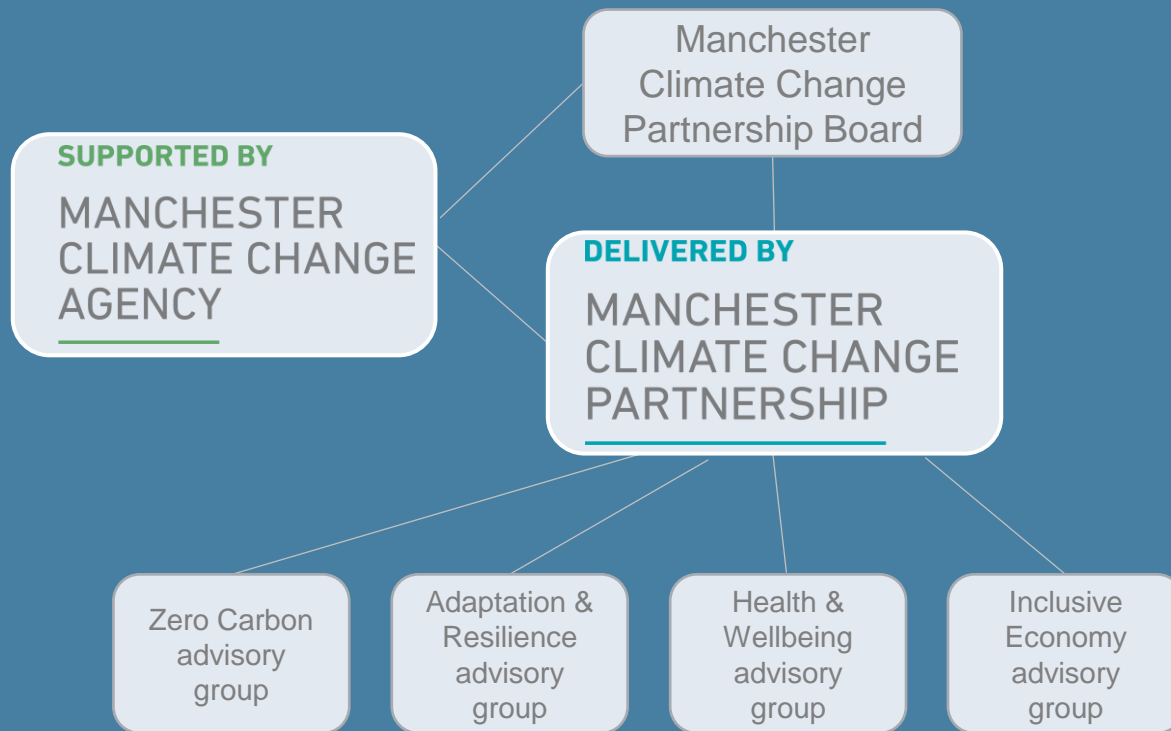 Manchester
Climate Change
Partnership Board
SUPPORTED BY
MANCHESTER
CLIMATE CHANGE
AGENCY
DELIVERED BY
MANCHESTER
CLIMATE CHANGE
PARTNERSHIP
Zero Carbon
advisory
group
Adaptation &
Resilience
advisory
group
Health &
Wellbeing
advisory
group
Inclusive
Economy
advisory
group